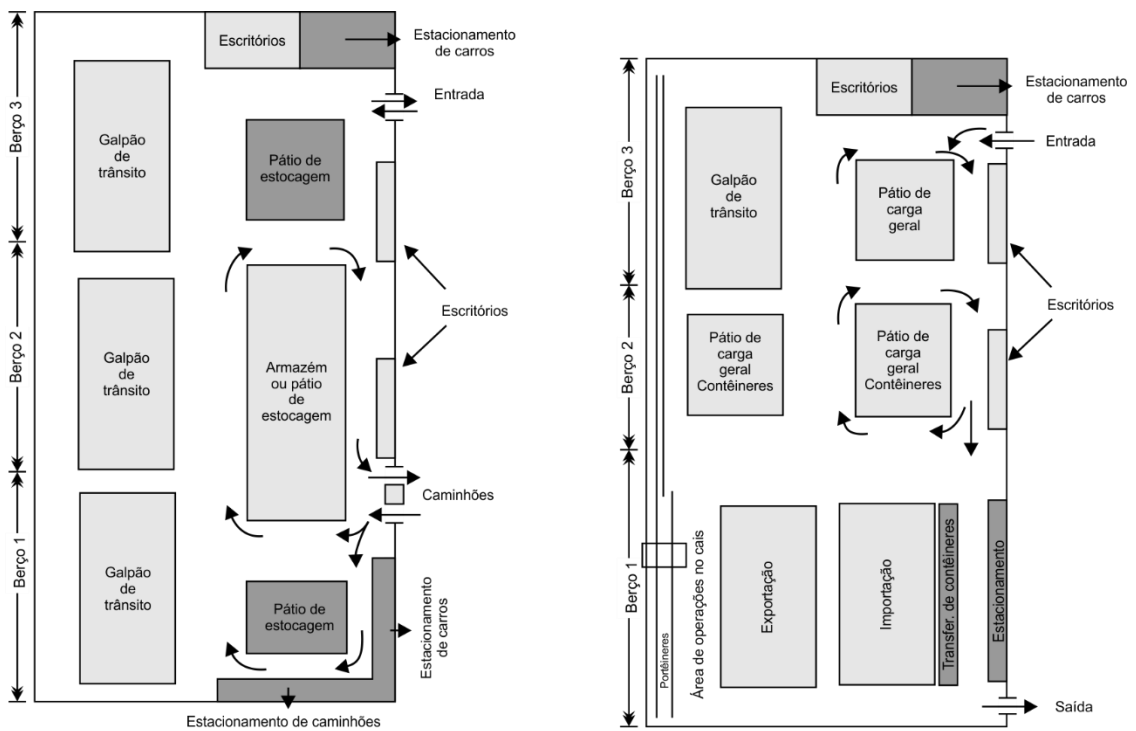 Escritórios
Estacionamento
de carros
Entrada
Berço 3
Galpão
de
trânsito
Pátio de
estocagem
Berço 2
Galpão
de
trânsito
Armazém
ou pátio
de
estocagem
Escritórios
Caminhões
Berço 1
Galpão
de
trânsito
Pátio de
estocagem
Estacionamento
de carros
Estacionamento de caminhões
Escritórios
Estacionamento
de carros
Entrada
Berço 3
Galpão
de
trânsito
Pátio de
carga
geral
Escritórios
Berço 2
Pátio de
carga
geral
Contêineres
Pátio de
carga
geral
Contêineres
Berço 1
Portêineres
Área de operações no cais
Exportação
Importação
Transfer. de contêineres
Estacionamento
Saída